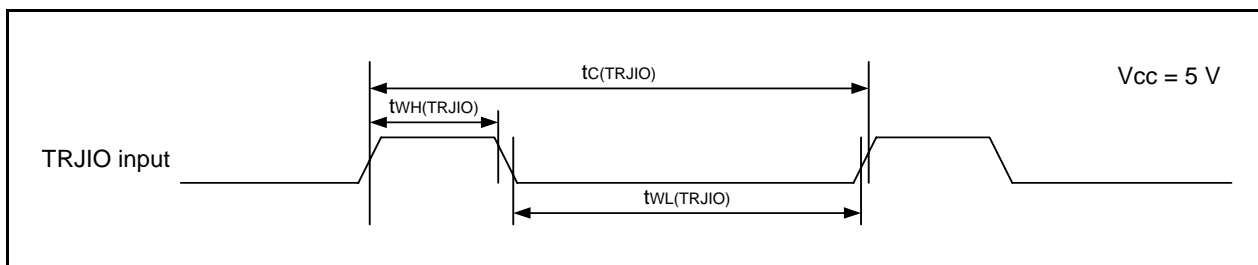 tC(TRJIO)
Vcc = 5 V
tWH(TRJIO)
TRJIO input
tWL(TRJIO)